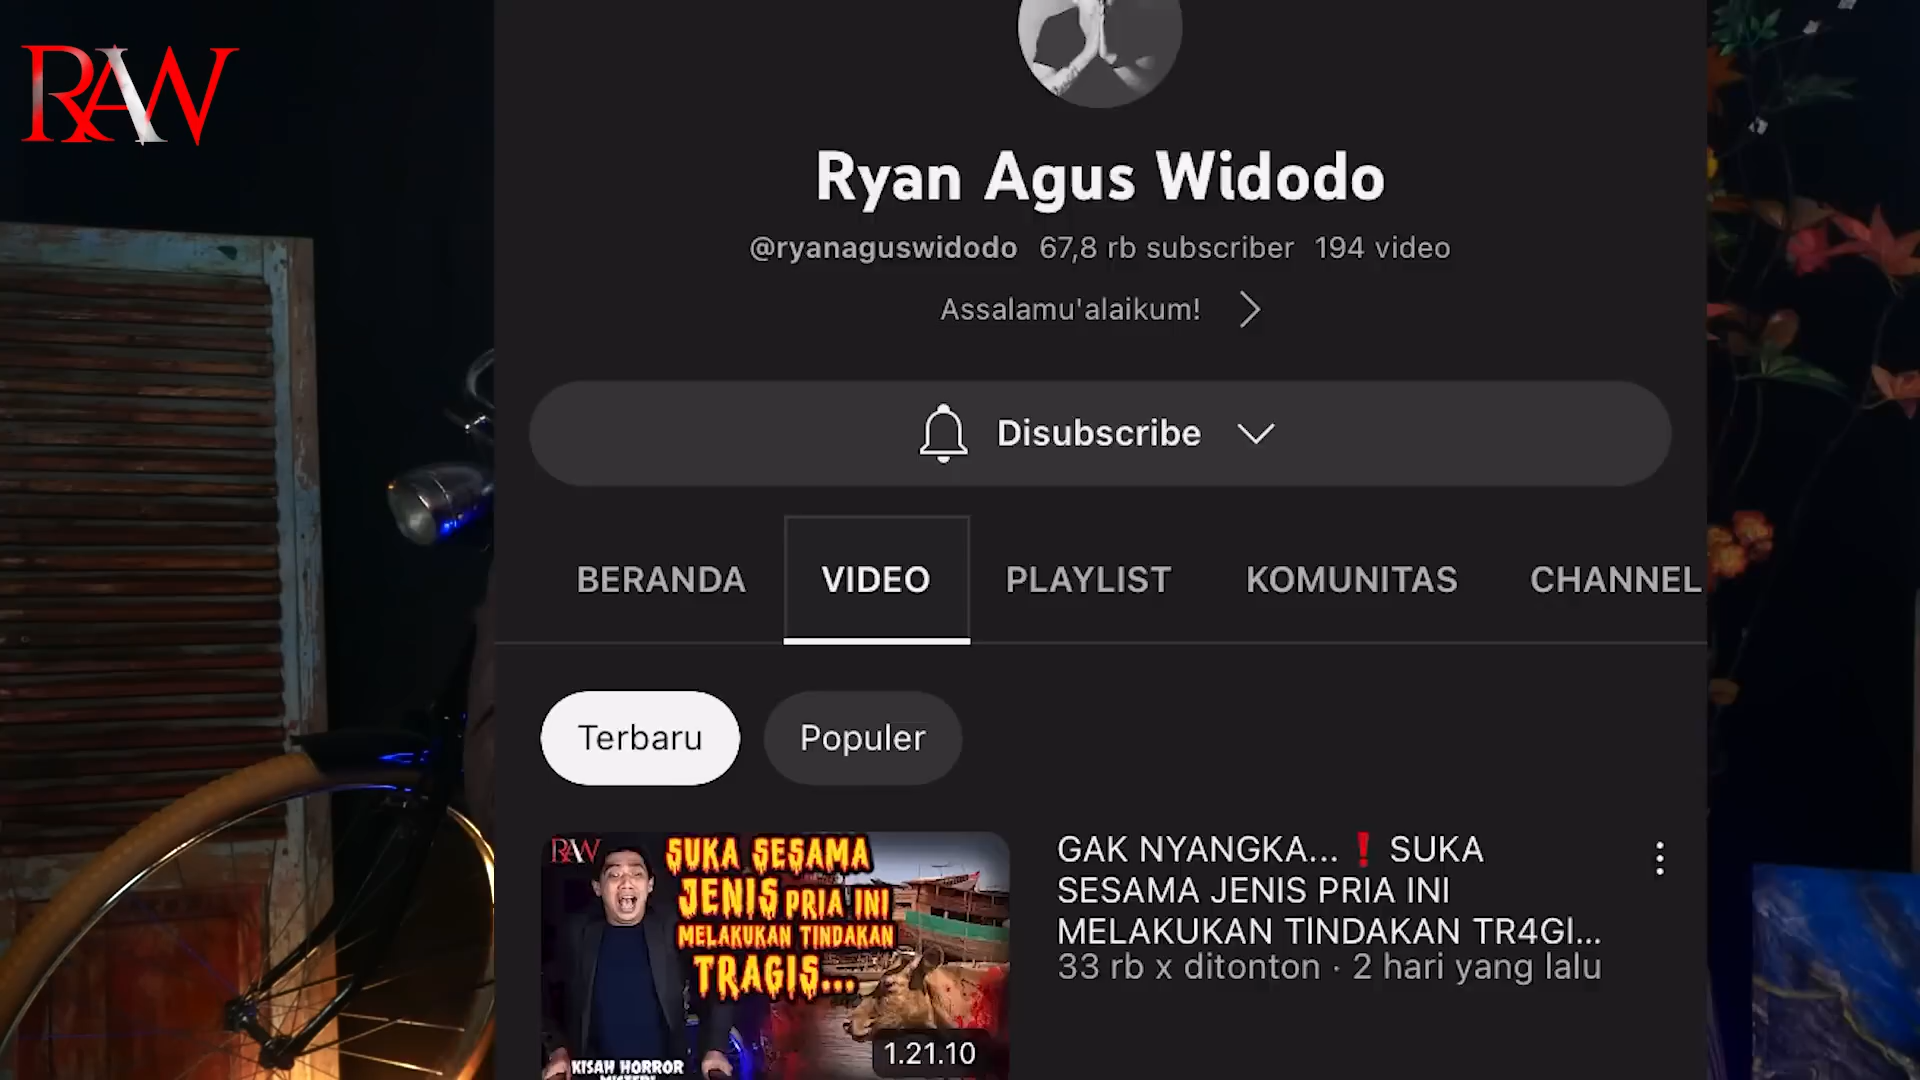 RAW
Ryan Agus Widodo
@ryanaguswidodo 67,8 rb subscriber 194 video
Assalamu'alaikum!
Disubscribe
BERANDA VIDEO PLAYLIST KOMUNITAS CHANNEL
Terbaru Populer
RAW
SUKA SESAMA
JENIS PRIA INI
MELAKUKAN TINDAKAN
TRAGIS...
1.21.10
KISAH HORROR
MISTERI
GAK NYANGKA... ❗ SUKA
SESAMA JENIS PRIA INI
MELAKUKAN TINDAKAN TR4GI...
33 rb x ditonton · 2 hari yang lalu